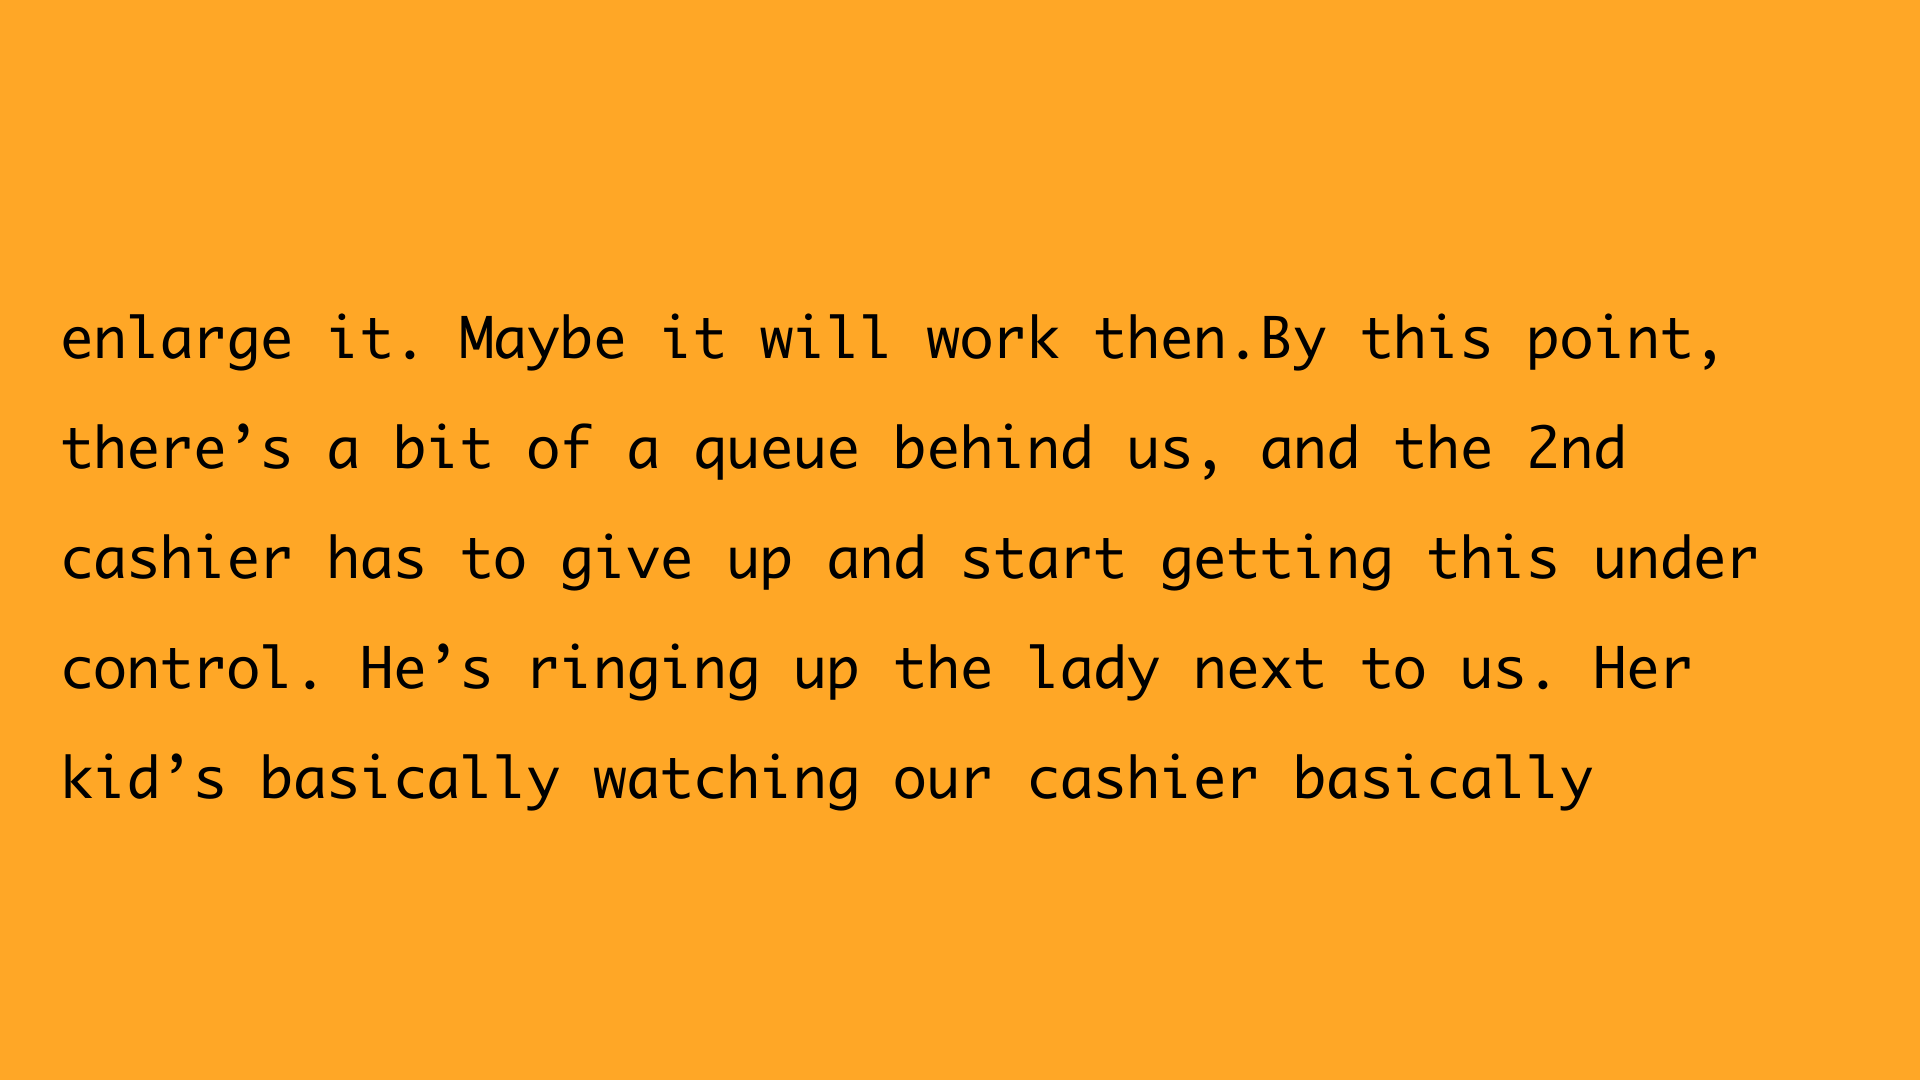 enlarge it. Maybe it will work then.By this point,
there’s a bit of a queue behind us, and the 2nd
cashier has to give up and start getting this under
control. He’s ringing up the lady next to us. Her
kid’s basically watching our cashier basically